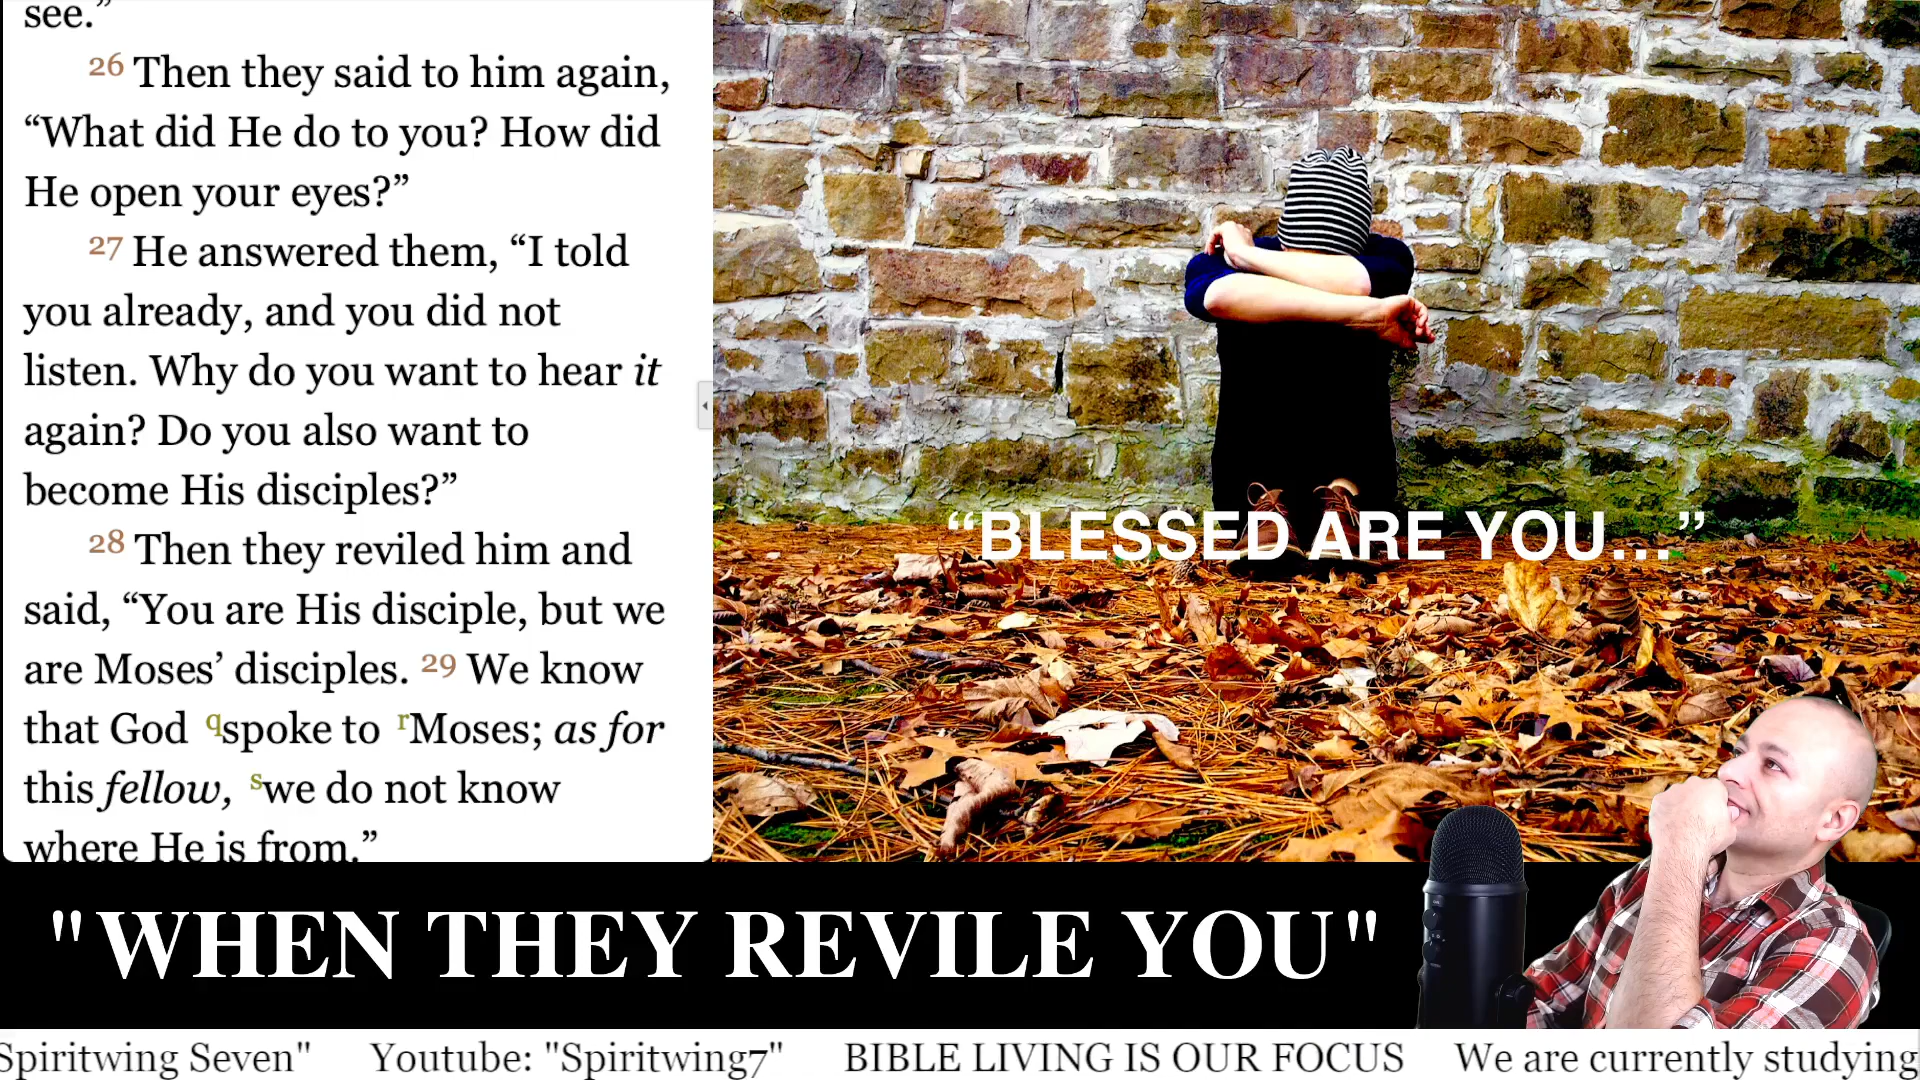 see.”
26 Then they said to him again,
“What did He do to you? How did
He open your eyes?”
27 He answered them, “I told
you already, and you did not
listen. Why do you want to hear it
again? Do you also want to
become His disciples?”
28 Then they reviled him and
said, “You are His disciple, but we
are Moses’ disciples. 29 We know
that God qspoke to rMoses; as for
this fellow, swe do not know
where He is from.”
“BLESSED ARE YOU...”
"WHEN THEY REVILE YOU"
Spiritwing Seven" Youtube: "Spiritwing7" BIBLE LIVING IS OUR FOCUS We are currently studying